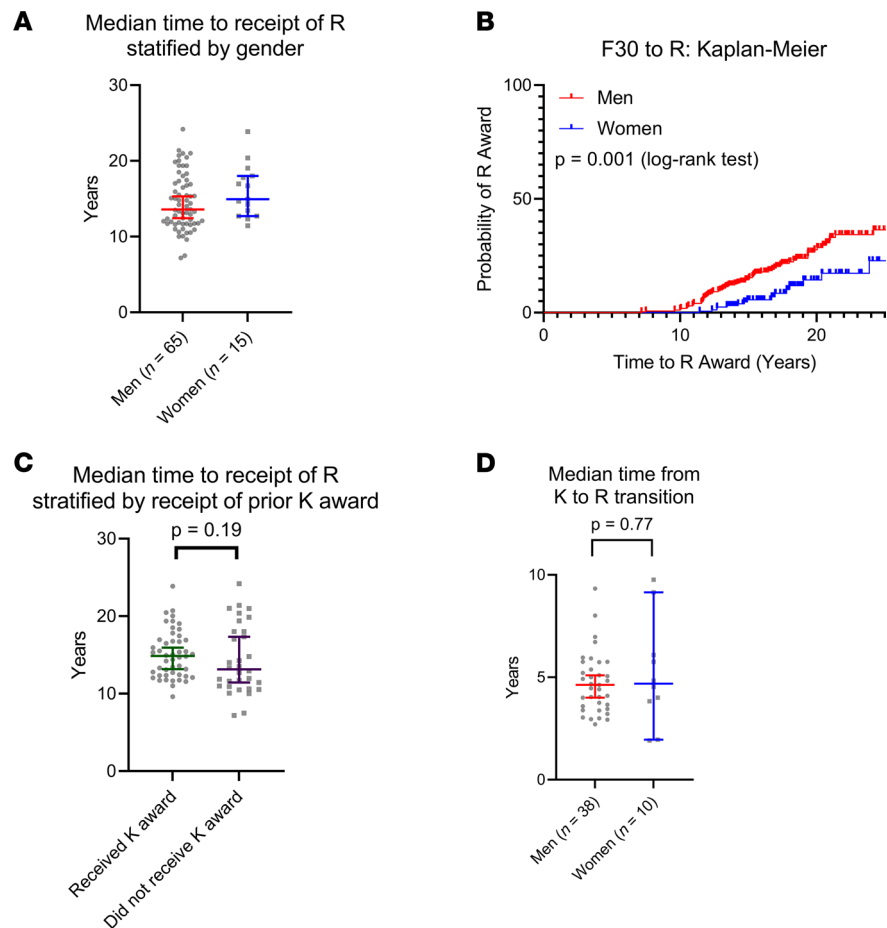 A
Median time to receipt of R
statified by gender
30
20
10
0
Years
Men (n = 65)
Women (n = 15)
B
F30 to R: Kaplan-Meier
100
50
0
Probability of R Award
Men
Women
p = 0.001 (log-rank test)
0
10
20
Time to R Award (Years)
C
Median time to receipt of R
stratified by receipt of prior K award
p = 0.19
30
20
10
0
Years
Received K award
Did not receive K award
D
Median time from
K to R transition
p = 0.77
10
5
0
Years
Men (n = 38)
Women (n = 10)